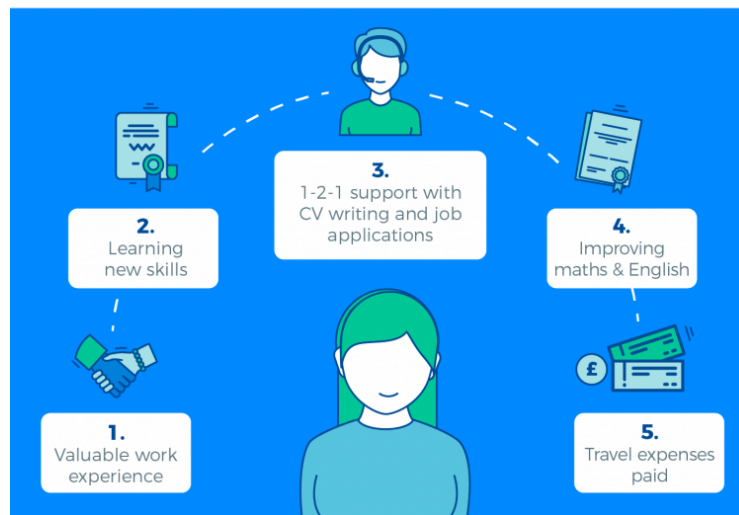 1.
Valuable work
experience
2.
Learning
new skills
3.
1-2-1 support with
CV writing and job
applications
4.
Improving
maths & English
£
5.
Travel expenses
paid